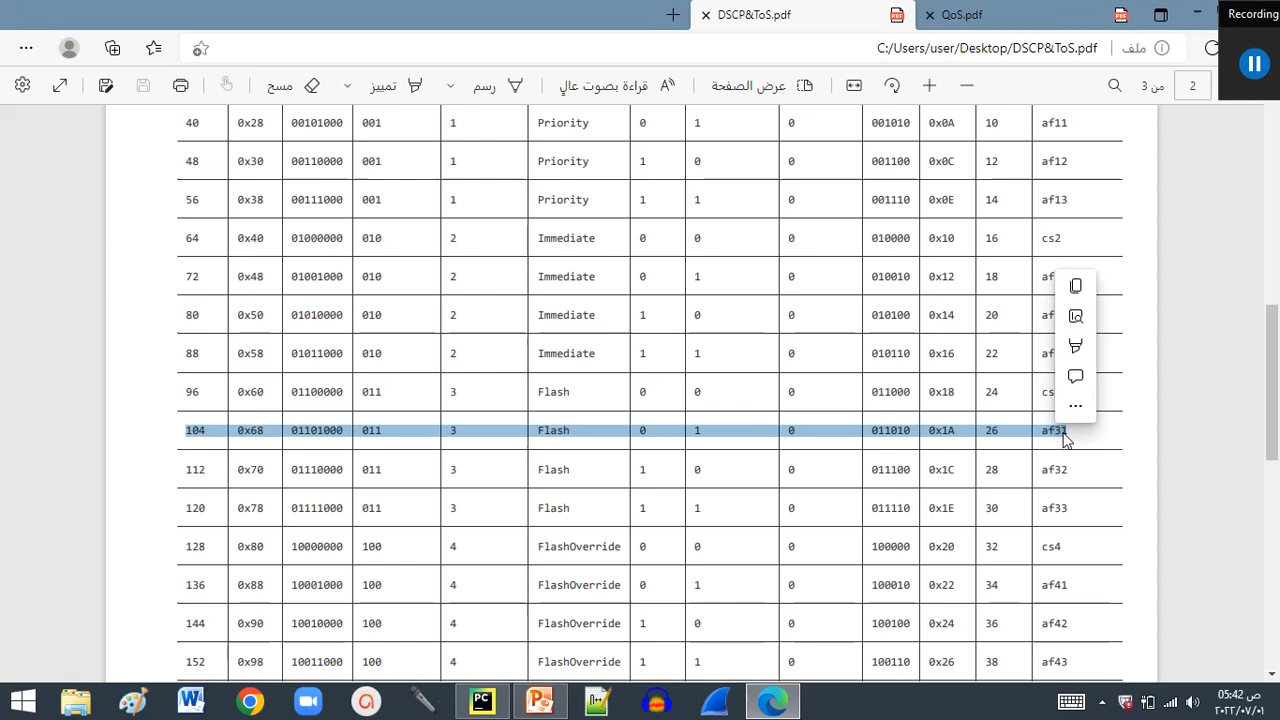 Recording
DSCP&ToS.pdf
QoS.pdf
C:/Users/user/Desktop/DSCP&ToS.pdf
ملف
مسح
تمييز
رسم
قراءة بصوت عالٍ
عرض الصفحة
من 3
2
40 0x28 00101000 001 1 Priority 0 1 0 001010 0x0A 10 af11
48 0x30 00110000 001 1 Priority 1 0 0 001100 0x0C 12 af12
56 0x38 00111000 001 1 Priority 1 1 0 001110 0x0E 14 af13
64 0x40 01000000 010 2 Immediate 0 0 0 010000 0x10 16 cs2
72 0x48 01001000 010 2 Immediate 0 1 0 010010 0x12 18 af
80 0x50 01010000 010 2 Immediate 1 0 0 010100 0x14 20 af
88 0x58 01011000 010 2 Immediate 1 1 0 010110 0x16 22 af
96 0x60 01100000 011 3 Flash 0 0 0 011000 0x18 24 cs
104 0x68 01101000 011 3 Flash 0 1 0 011010 0x1A 26 af31
112 0x70 01110000 011 3 Flash 1 0 0 011100 0x1C 28 af32
120 0x78 01111000 011 3 Flash 1 1 0 011110 0x1E 30 af33
128 0x80 10000000 100 4 FlashOverride 0 0 0 100000 0x20 32 cs4
136 0x88 10001000 100 4 FlashOverride 0 1 0 100010 0x22 34 af41
144 0x90 10010000 100 4 FlashOverride 1 0 0 100100 0x24 36 af42
152 0x98 10011000 100 4 FlashOverride 1 1 0 100110 0x26 38 af43
05:42 ص
٢٠٢٢/٠٧/٠١